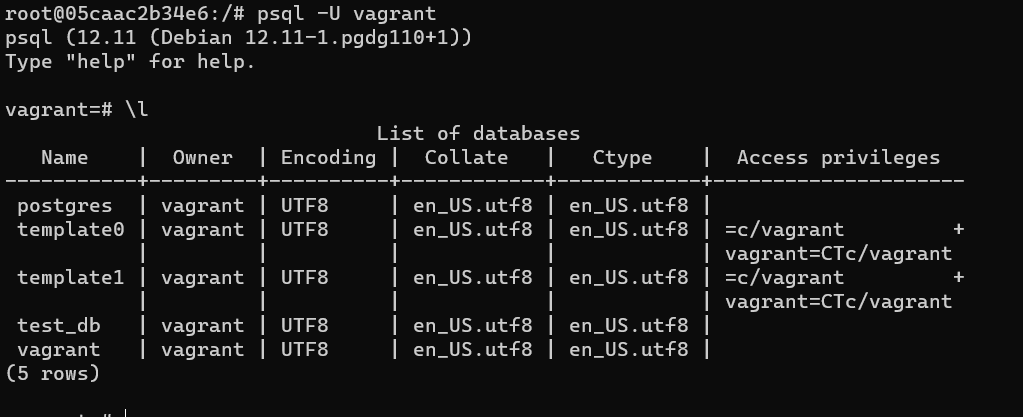 root@05caac2b34e6:/# psql -U vagrant
psql (12.11 (Debian 12.11-1.pgdg110+1))
Type "help" for help.

vagrant=# \l
                                  List of databases
   Name    |  Owner  | Encoding |  Collate   |   Ctype    |  Access privileges
-----------+---------+----------+------------+------------+---------------------
 postgres  | vagrant | UTF8     | en_US.utf8 | en_US.utf8 |
 template0 | vagrant | UTF8     | en_US.utf8 | en_US.utf8 | =c/vagrant         +
           |         |          |            |            | vagrant=CTc/vagrant
 template1 | vagrant | UTF8     | en_US.utf8 | en_US.utf8 | =c/vagrant         +
           |         |          |            |            | vagrant=CTc/vagrant
 test_db   | vagrant | UTF8     | en_US.utf8 | en_US.utf8 |
 vagrant   | vagrant | UTF8     | en_US.utf8 | en_US.utf8 |
(5 rows)